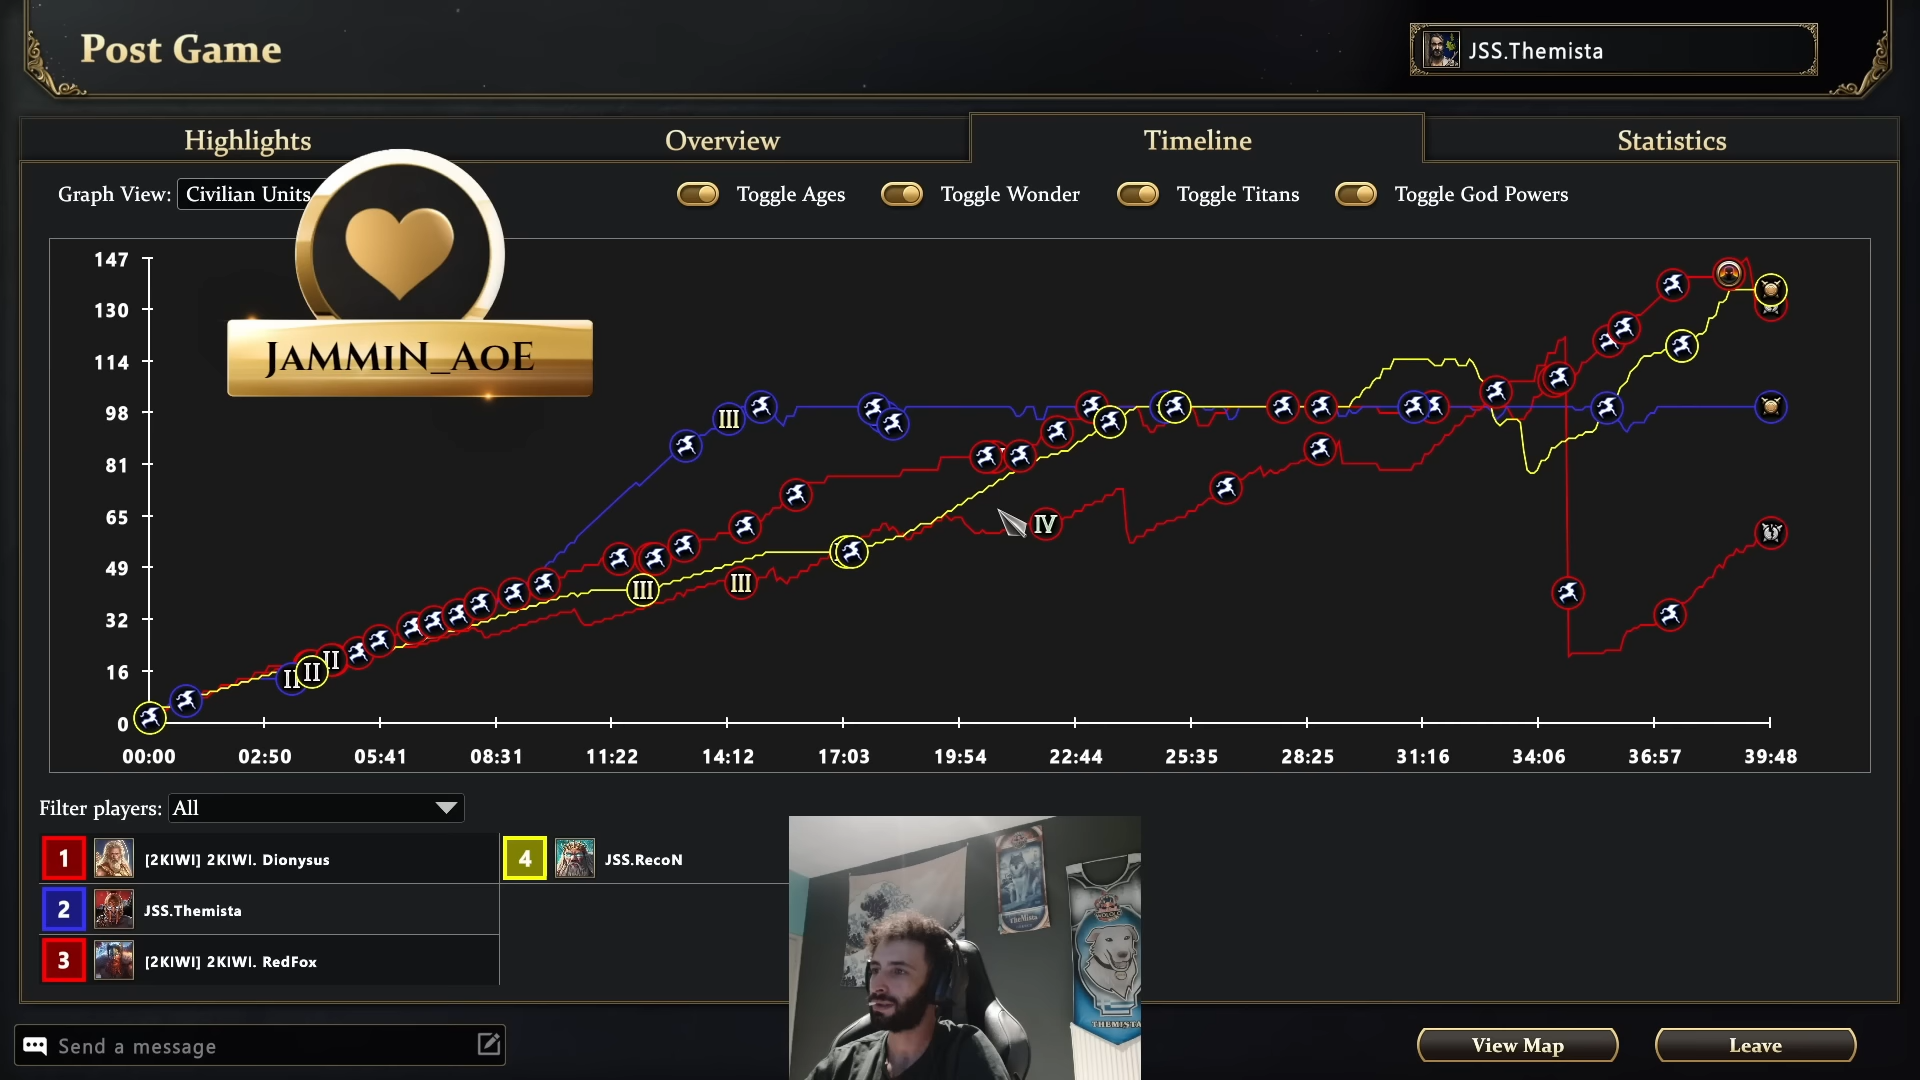 Post Game
JSS.Themista
Highlights
Overview
Timeline
Statistics
Graph View: Civilian Units
Toggle Ages
Toggle Wonder
Toggle Titans
Toggle God Powers
JAMMIN_AOE
147
130
114
98
81
65
49
32
16
0
III
III
III
IV
II
II
II
00:00 02:50 05:41 08:31 11:22 14:12 17:03 19:54 22:44 25:35 28:25 31:16 34:06 36:57 39:48
Filter players: All
1 [2KIWI] 2KIWI. Dionysus
4 JSS.RecoN
2 JSS.Themista
3 [2KIWI] 2KIWI. RedFox
THEMISTA
Send a message
View Map
Leave